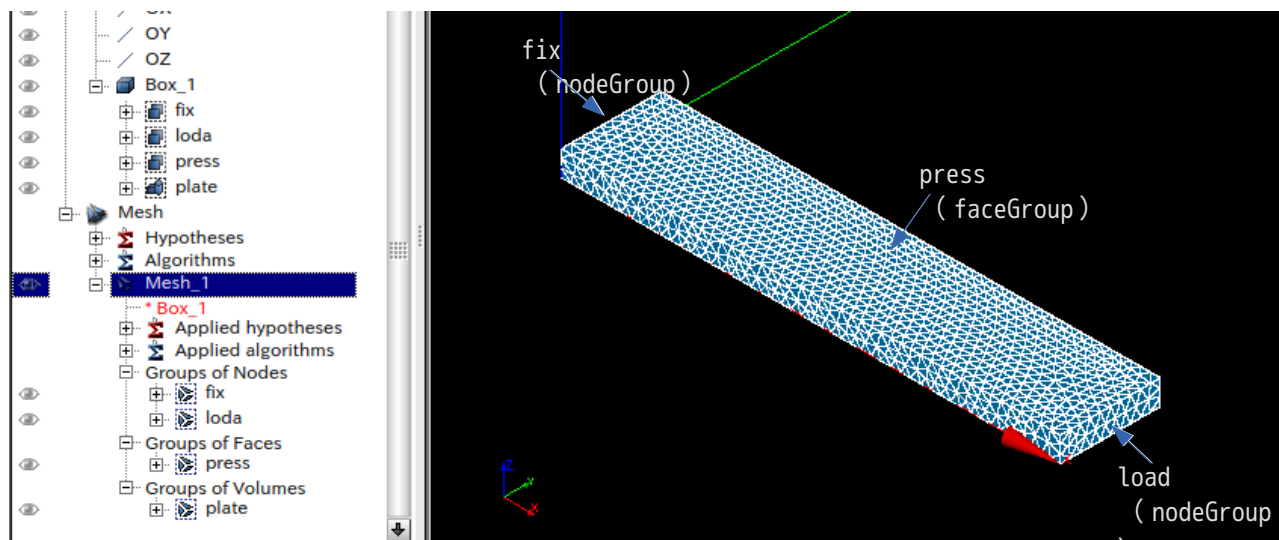 OX
OY
OZ
Box_1
fix
loda
press
plate
Mesh
Hypotheses
Algorithms
Mesh_1
* Box_1
Applied hypotheses
Applied algorithms
Groups of Nodes
fix
loda
Groups of Faces
press
Groups of Volumes
plate
fix
(nodeGroup)
press
(faceGroup)
load
(nodeGroup
)
Z
Y
X